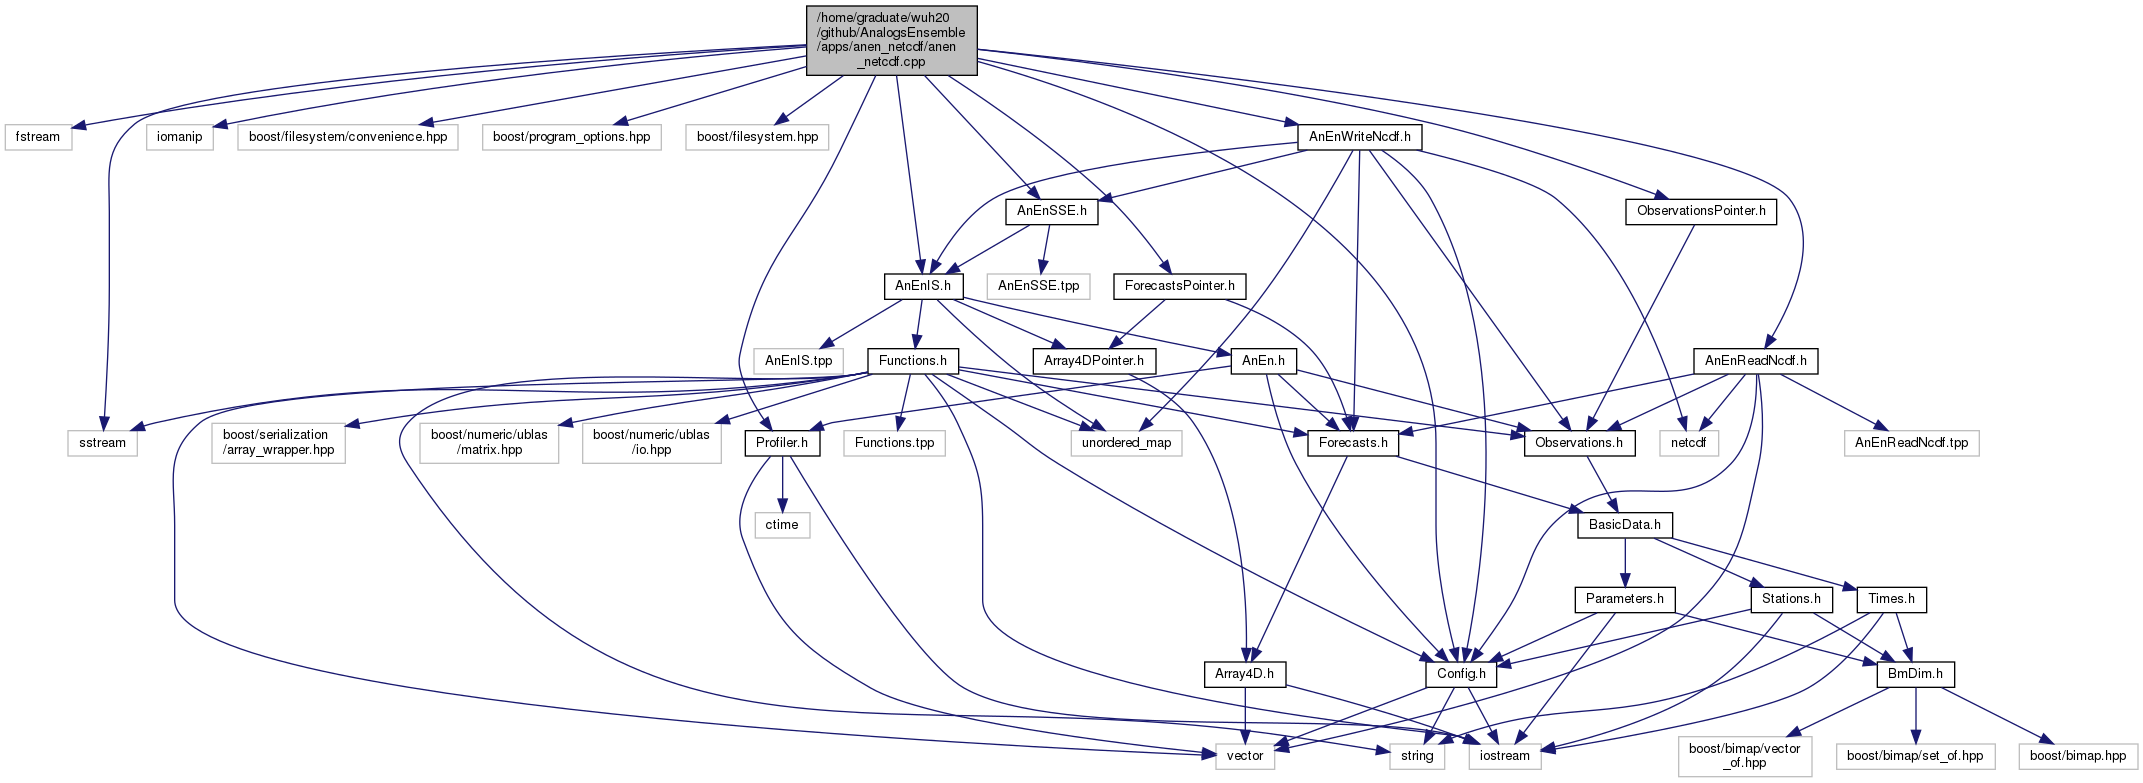 /home/graduate/wuh20
/github/AnalogsEnsemble
/apps/anen_netcdf/anen
_netcdf.cpp
fstream
iomanip
boost/filesystem/convenience.hpp
boost/program_options.hpp
boost/filesystem.hpp
AnEnWriteNcdf.h
AnEnSSE.h
ObservationsPointer.h
AnEnIS.h
AnEnSSE.tpp
ForecastsPointer.h
AnEnIS.tpp
Functions.h
Array4DPointer.h
AnEn.h
AnEnReadNcdf.h
sstream
boost/serialization
/array_wrapper.hpp
boost/numeric/ublas
/matrix.hpp
boost/numeric/ublas
/io.hpp
Profiler.h
Functions.tpp
unordered_map
Forecasts.h
Observations.h
netcdf
AnEnReadNcdf.tpp
ctime
BasicData.h
Parameters.h
Stations.h
Times.h
Array4D.h
Config.h
BmDim.h
vector
string
iostream
boost/bimap/vector
_of.hpp
boost/bimap/set_of.hpp
boost/bimap.hpp